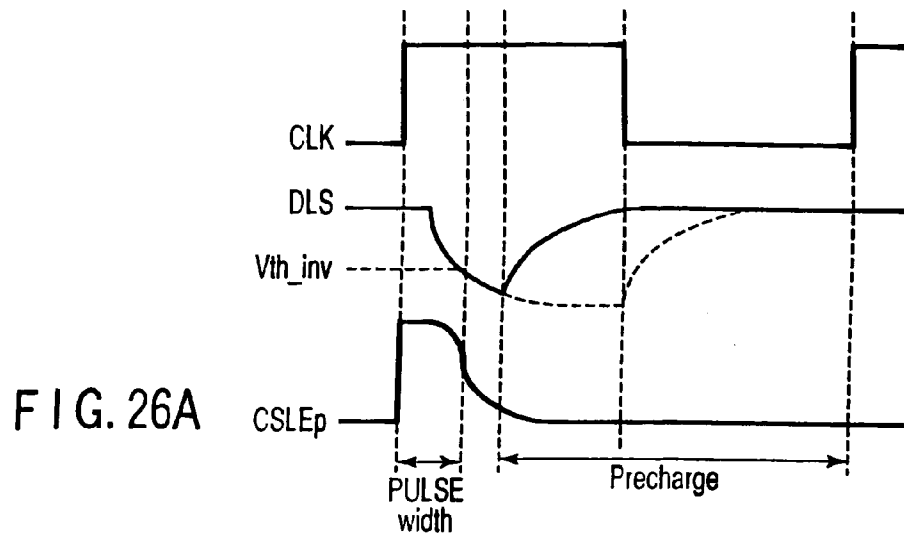 CLK
DLS
Vth_inv
FIG. 26A
CSLEp
PULSE
width
Precharge